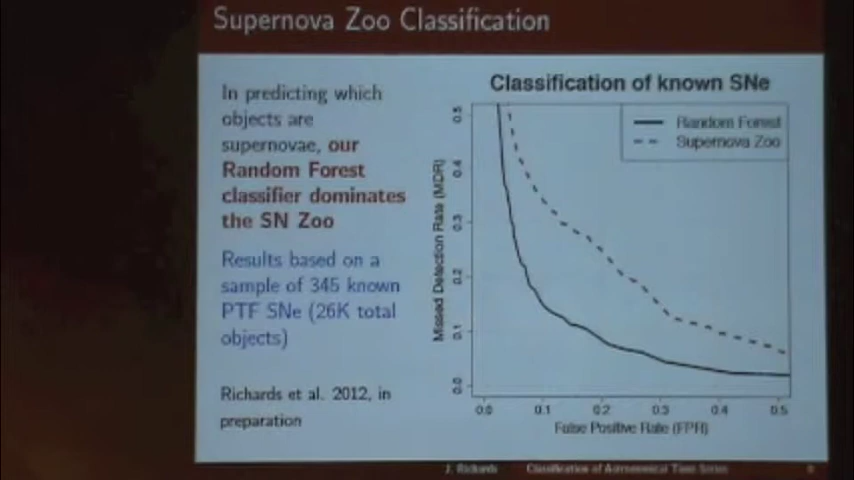 Supernova Zoo Classification
In predicting which
objects are
supernovae, our
Random Forest
classifier dominates
the SN Zoo
Results based on a
sample of 345 known
PTF SNe (26K total
objects)
Richards et al. 2012, in
preparation
Classification of known SNe
Random Forest
Supernova Zoo
Missed Detection Rate (MDR)
0.5
0.4
0.3
0.2
0.1
0.0
0.0 0.1 0.2 0.3 0.4 0.5
False Positive Rate (FPR)
J. Richards Classification of Astronomical Time Series